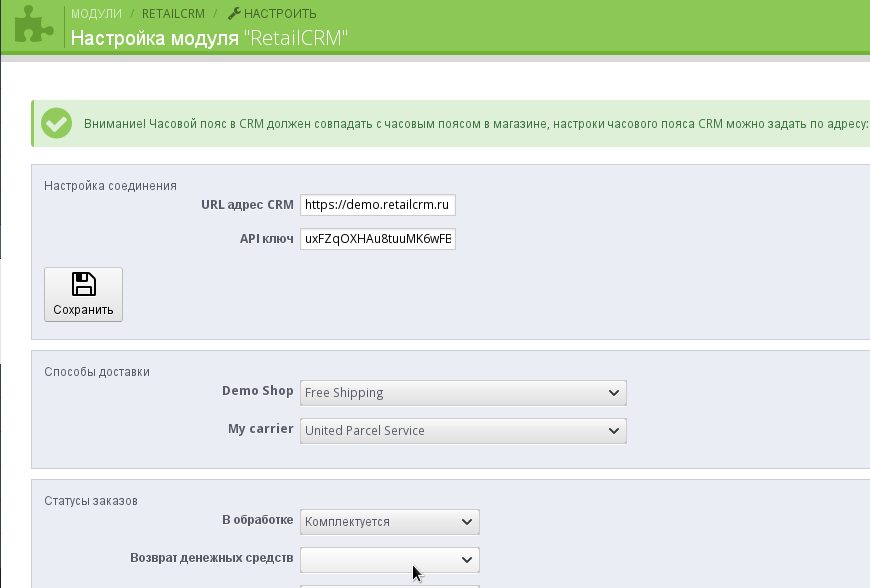 МОДУЛИ / RETAILCRM / НАСТРОИТЬ
Настройка модуля "RetailCRM"
Внимание! Часовой пояс в CRM должен совпадать с часовым поясом в магазине, настроки часового пояса CRM можно задать по адресу:
Настройка соединения
URL адрес CRM https://demo.retailcrm.ru
API ключ uxFZqOXHAu8tuuMK6wFE
Сохранить
Способы доставки
Demo Shop Free Shipping
My carrier United Parcel Service
Статусы заказов
В обработке Комплектуется
Возврат денежных средств